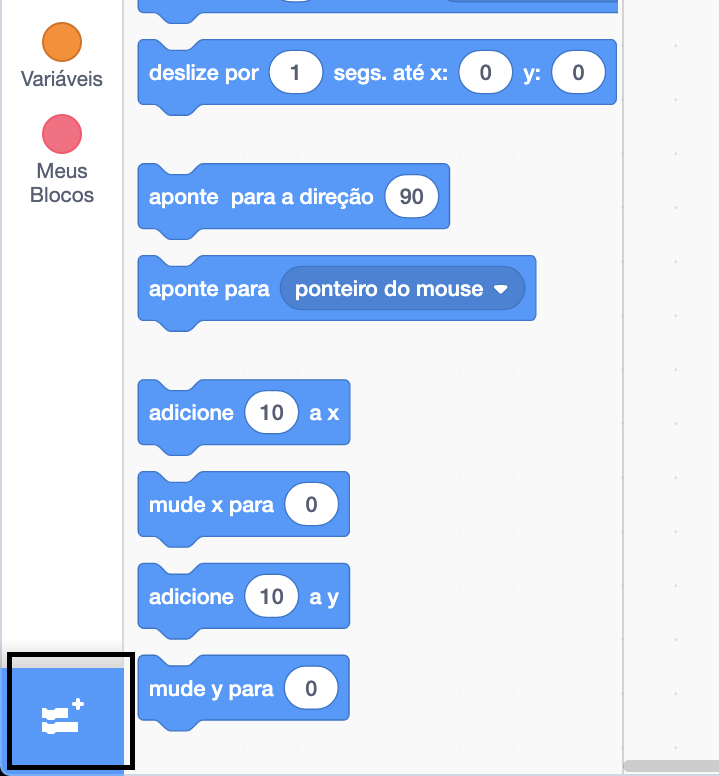 deslize por 1 segs. até x: 0 y: 0
Variáveis
Meus
Blocos
aponte para a direção 90
aponte para ponteiro do mouse
adicione 10 a x
mude x para 0
adicione 10 a y
mude y para 0